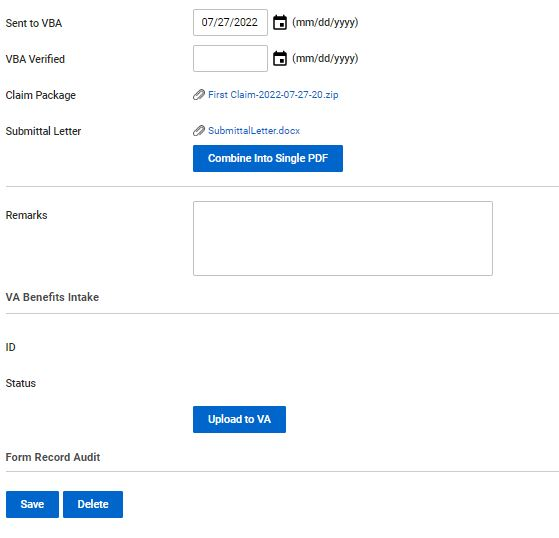 Sent to VBA 07/27/2022 (mm/dd/yyyy)
VBA Verified (mm/dd/yyyy)
Claim Package First Claim-2022-07-27-20.zip
Submittal Letter SubmittalLetter.docx
Combine Into Single PDF
Remarks
VA Benefits Intake
ID
Status
Upload to VA
Form Record Audit
Save Delete